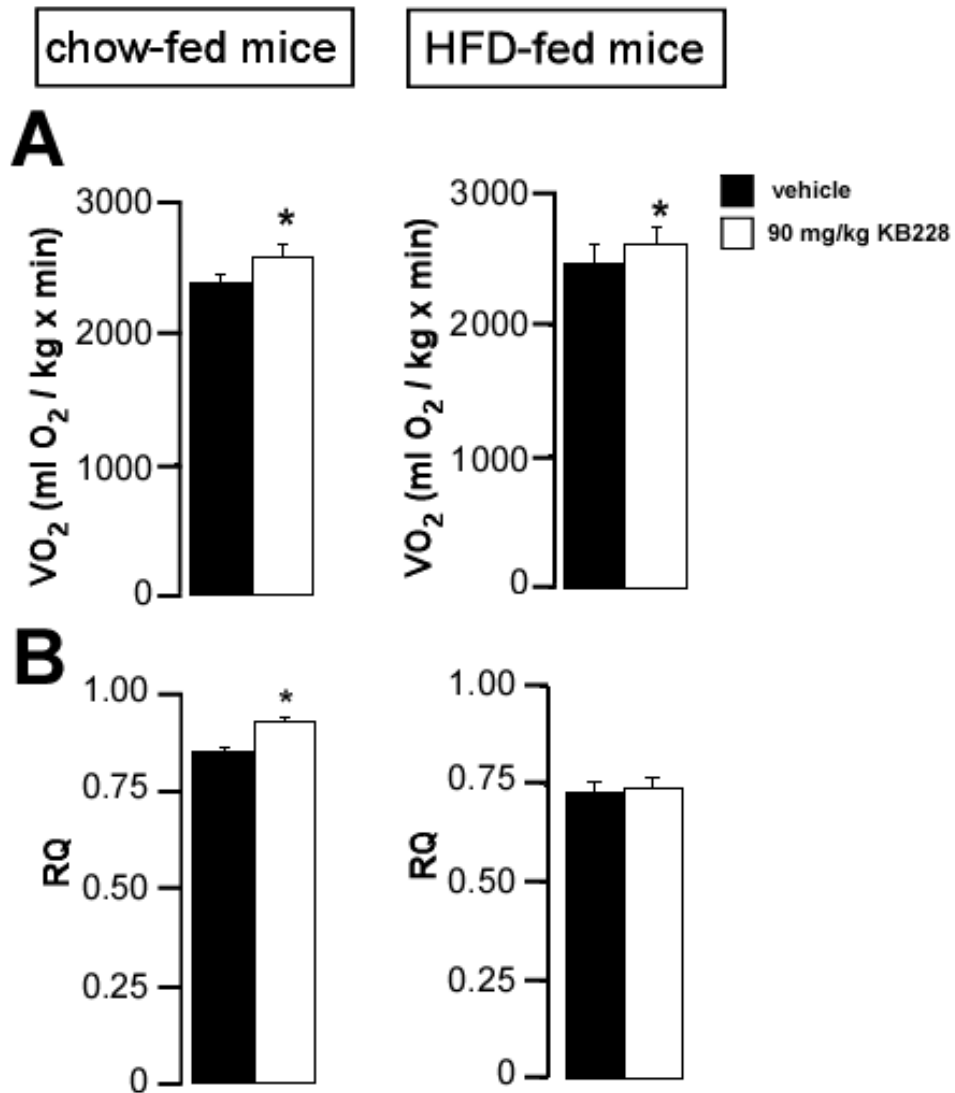 chow-fed mice
HFD-fed mice
A
3000
2000
1000
0
VO₂ (ml O₂ / kg x min)
*
3000
2000
1000
0
VO₂ (ml O₂ / kg x min)
*
vehicle
90 mg/kg KB228
B
1.00
0.75
0.50
0.25
0
RQ
*
1.00
0.75
0.50
0.25
0
RQ